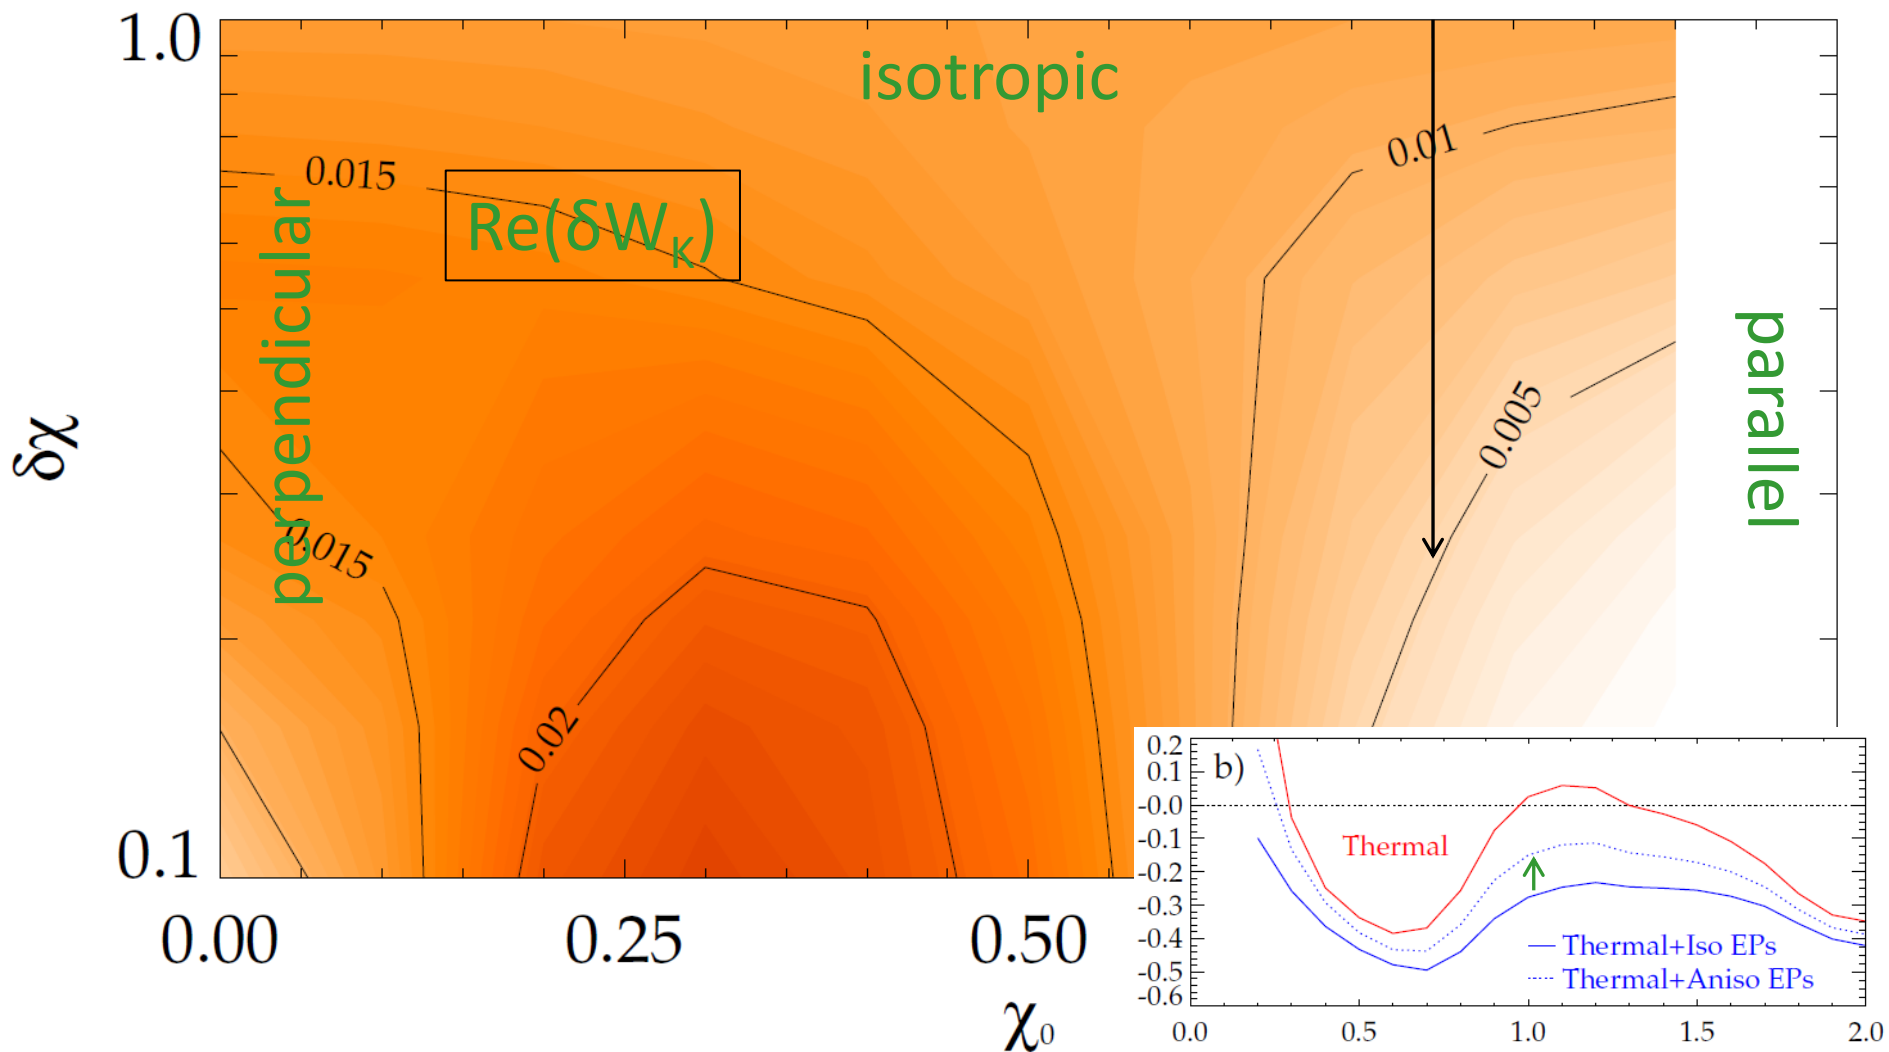 1.0
isotropic
0.01
0.015
perpendicular
Re(δW_K)
parallel
δχ
0.005
0.015
0.02
0.1
0.00
0.25
0.50
χ₀
b)
0.2
0.1
-0.0
-0.1
-0.2
-0.3
-0.4
-0.5
-0.6
Thermal
Thermal+Iso EPs
Thermal+Aniso EPs
0.0
0.5
1.0
1.5
2.0